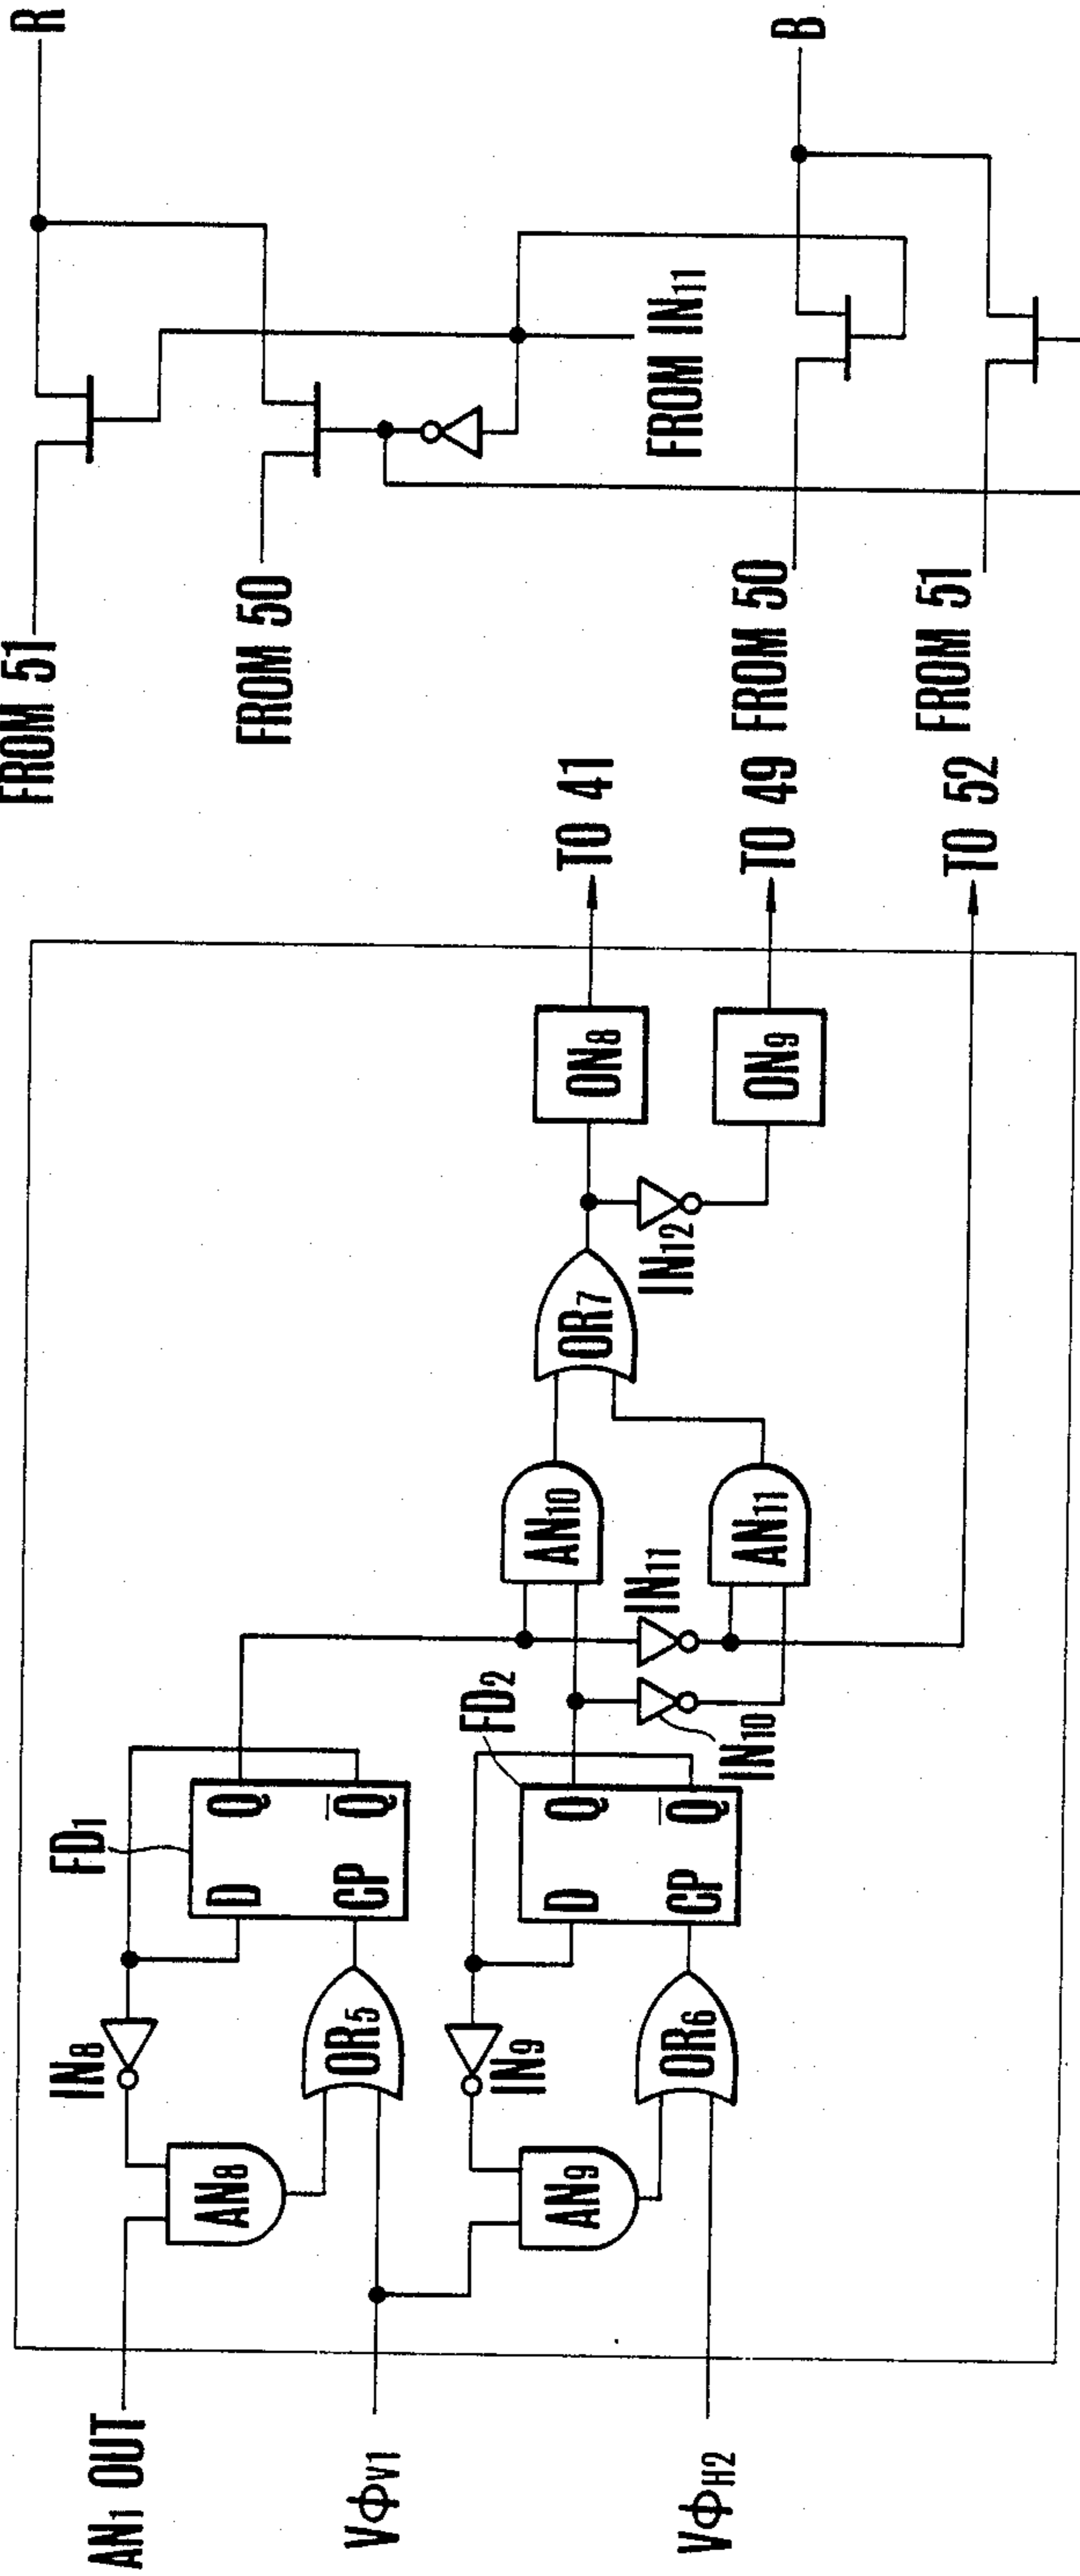 AN1 OUT
VφV1
VφH2
IN8
AN8
OR5
FD1
D
Q
CP
Q̅
AN9
IN9
OR6
FD2
D
Q
CP
Q̅
IN10
IN11
AN10
AN11
OR7
IN12
ON8
ON9
TO 41
TO 49
TO 52
FROM 51
FROM 50
FROM IN11
FROM 50
FROM 51
R
B